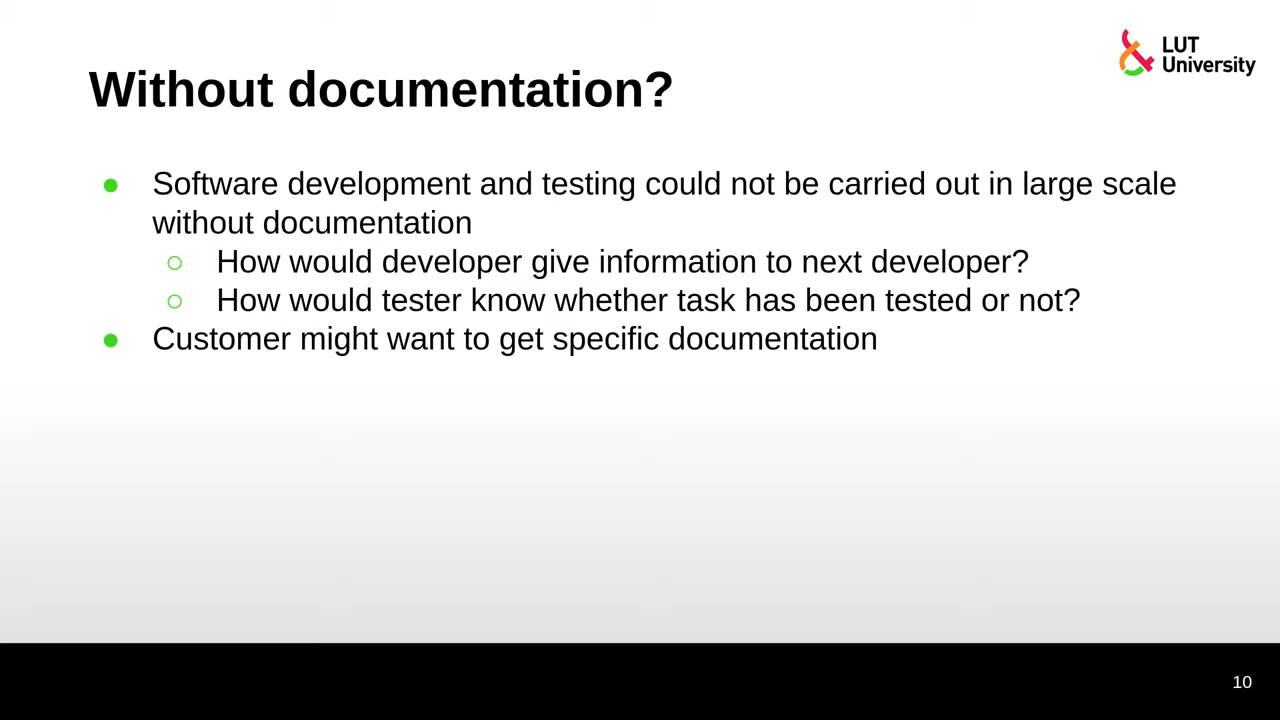 LUT
University
Without documentation?
● Software development and testing could not be carried out in large scale
without documentation
○ How would developer give information to next developer?
○ How would tester know whether task has been tested or not?
● Customer might want to get specific documentation
10